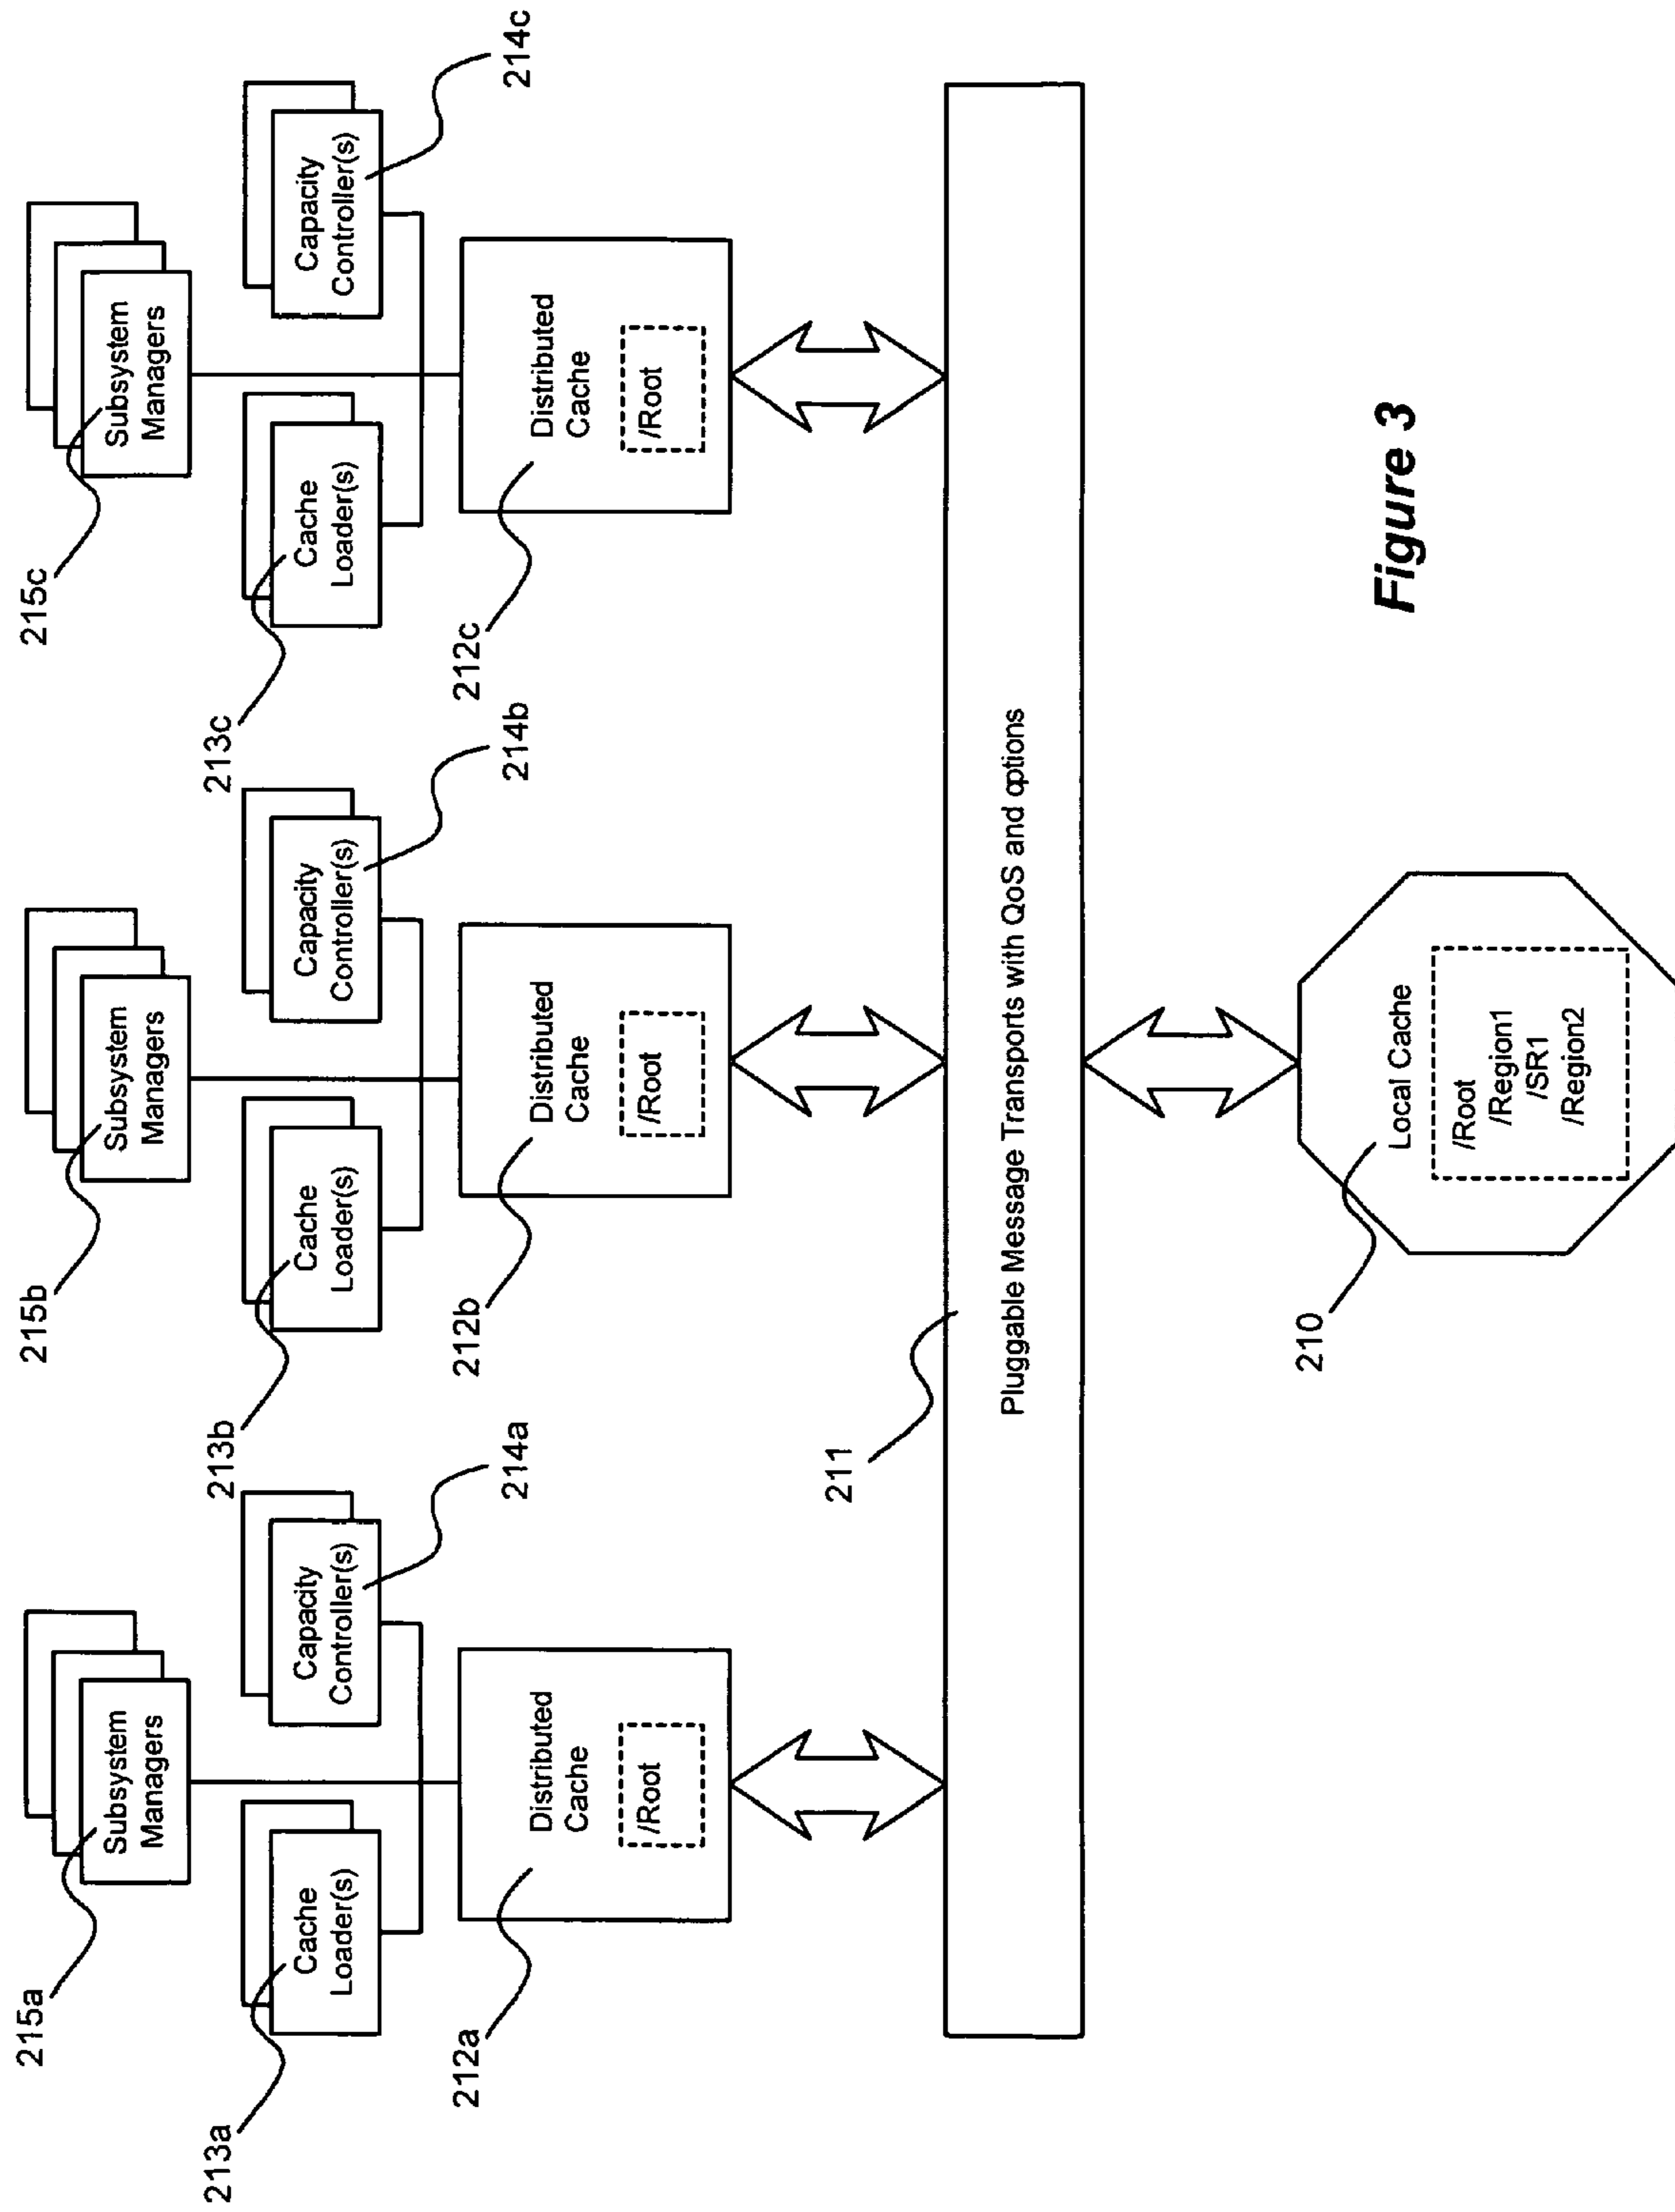 215a
Subsystem
Managers
213a
Cache
Loader(s)
Capacity
Controller(s)
214a
212a
Distributed
Cache
/Root
215b
Subsystem
Managers
213b
Cache
Loader(s)
Capacity
Controller(s)
214b
212b
Distributed
Cache
/Root
215c
Subsystem
Managers
213c
Cache
Loader(s)
Capacity
Controller(s)
214c
212c
Distributed
Cache
/Root
211
Pluggable Message Transports with QoS and options
210
Local Cache
/Root
/Region1
/SR1
/Region2
Figure 3